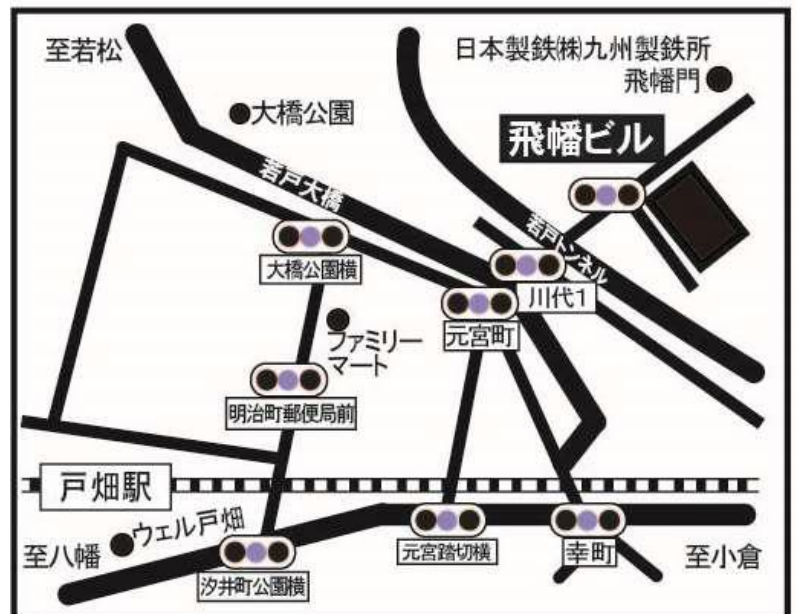 至若松
日本製鉄㈱九州製鉄所
飛幡門
大橋公園
飛幡ビル
若戸大橋
若戸トンネル
大橋公園横
川代1
元宮町
ファミリー
マート
明治町郵便局前
戸畑駅
ウェル戸畑
至八幡
汐井町公園横
元宮踏切横
幸町
至小倉